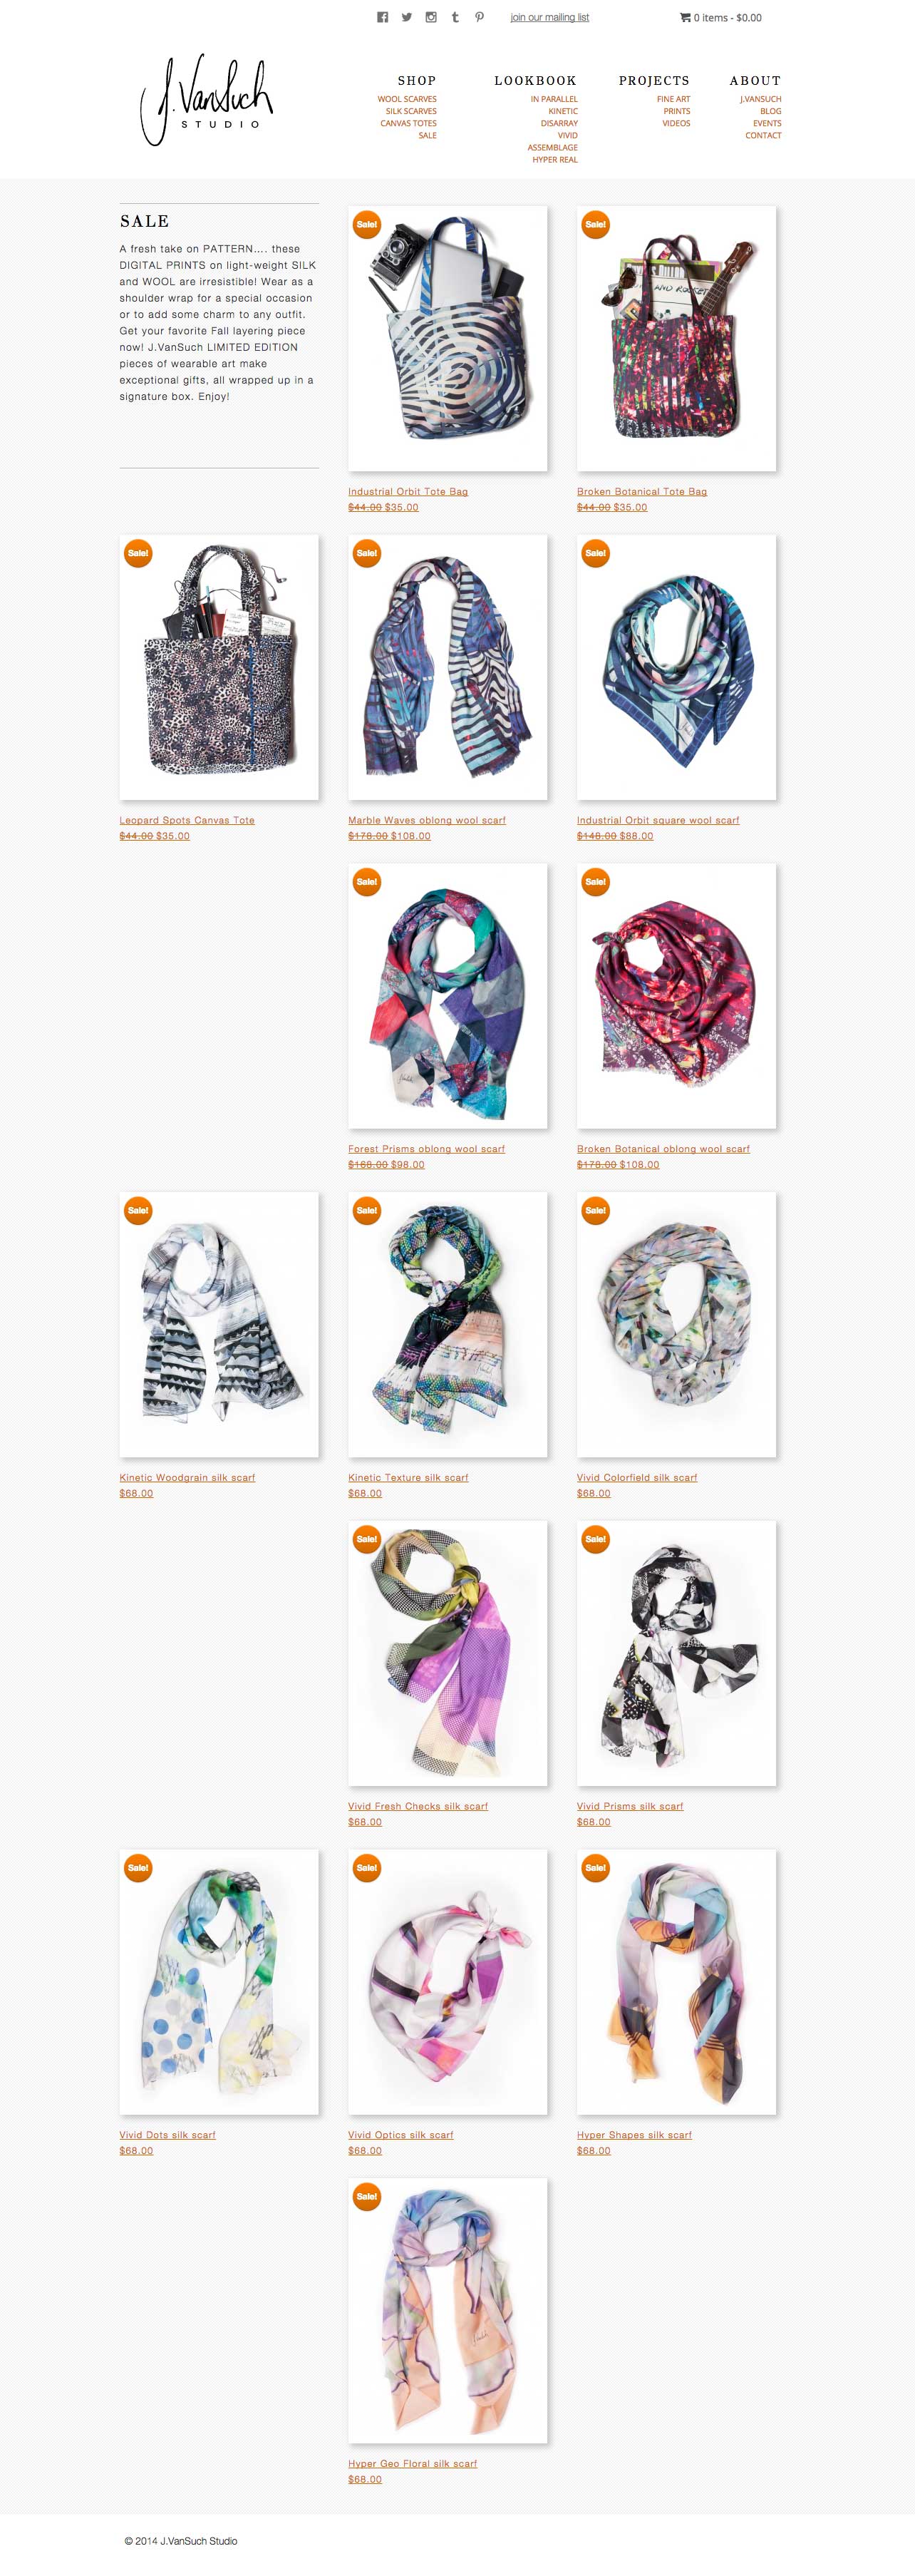 join our mailing list
0 items - $0.00
J.VanSuch
STUDIO
SHOP
WOOL SCARVES
SILK SCARVES
CANVAS TOTES
SALE
LOOKBOOK
IN PARALLEL
KINETIC
DISARRAY
VIVID
ASSEMBLAGE
HYPER REAL
PROJECTS
FINE ART
PRINTS
VIDEOS
ABOUT
J.VANSUCH
BLOG
EVENTS
CONTACT
SALE
A fresh take on PATTERN.... these
DIGITAL PRINTS on light-weight SILK
and WOOL are irresistible! Wear as a
shoulder wrap for a special occasion
or to add some charm to any outfit.
Get your favorite Fall layering piece
now! J.VanSuch LIMITED EDITION
pieces of wearable art make
exceptional gifts, all wrapped up in a
signature box. Enjoy!
Sale!
Industrial Orbit Tote Bag
$44.00 $35.00
Sale!
AND ROCKET
Broken Botanical Tote Bag
$44.00 $35.00
Sale!
Leopard Spots Canvas Tote
$44.00 $35.00
Sale!
Marble Waves oblong wool scarf
$178.00 $108.00
Sale!
Industrial Orbit square wool scarf
$148.00 $88.00
Sale!
Forest Prisms oblong wool scarf
$168.00 $98.00
Sale!
Broken Botanical oblong wool scarf
$178.00 $108.00
Sale!
Kinetic Woodgrain silk scarf
$68.00
Sale!
Kinetic Texture silk scarf
$68.00
Sale!
Vivid Colorfield silk scarf
$68.00
Sale!
Vivid Fresh Checks silk scarf
$68.00
Sale!
Vivid Prisms silk scarf
$68.00
Sale!
Vivid Dots silk scarf
$68.00
Sale!
Vivid Optics silk scarf
$68.00
Sale!
Hyper Shapes silk scarf
$68.00
Sale!
Hyper Geo Floral silk scarf
$68.00
© 2014 J.VanSuch Studio